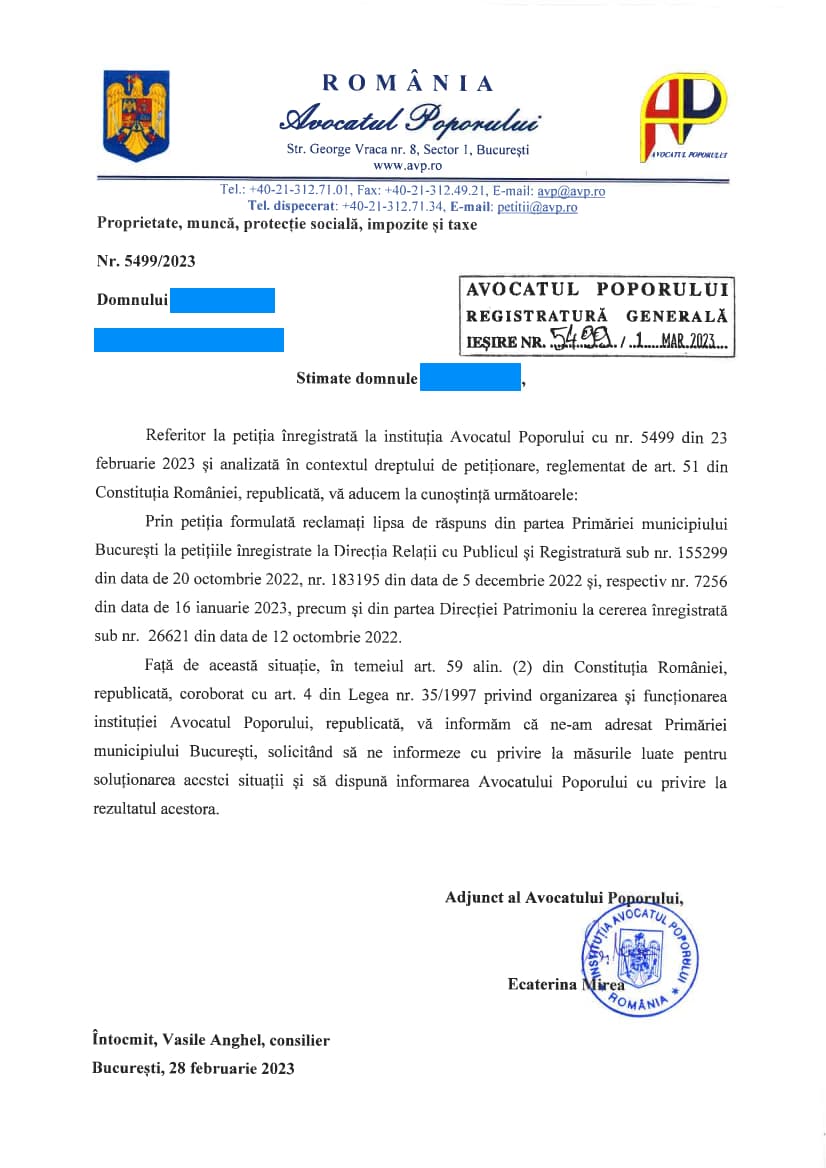 ROMÂNIA
Avocatul Poporului
Str. George Vraca nr. 8, Sector 1, București
www.avp.ro
AVOCATUL POPORULUI
Tel.: +40-21-312.71.01, Fax: +40-21-312.49.21, E-mail: avp@avp.ro
Tel. dispecerat: +40-21-312.71.34, E-mail: petitii@avp.ro
Proprietate, muncă, protecție socială, impozite și taxe
Nr. 5499/2023
Domnului
AVOCATUL POPORULUI
REGISTRATURĂ GENERALĂ
IEȘIRE NR. 5499 / 1 MAR. 2023
Stimate domnule ,
Referitor la petiția înregistrată la instituția Avocatul Poporului cu nr. 5499 din 23
februarie 2023 și analizată în contextul dreptului de petiționare, reglementat de art. 51 din
Constituția României, republicată, vă aducem la cunoștință următoarele:
Prin petiția formulată reclamați lipsa de răspuns din partea Primăriei municipiului
București la petițiile înregistrate la Direcția Relații cu Publicul și Registratură sub nr. 155299
din data de 20 octombrie 2022, nr. 183195 din data de 5 decembrie 2022 și, respectiv nr. 7256
din data de 16 ianuarie 2023, precum și din partea Direcției Patrimoniu la cererea înregistrată
sub nr. 26621 din data de 12 octombrie 2022.
Față de această situație, în temeiul art. 59 alin. (2) din Constituția României,
republicată, coroborat cu art. 4 din Legea nr. 35/1997 privind organizarea și funcționarea
instituției Avocatul Poporului, republicată, vă informăm că ne-am adresat Primăriei
municipiului București, solicitând să ne informeze cu privire la măsurile luate pentru
soluționarea acestei situații și să dispună informarea Avocatului Poporului cu privire la
rezultatul acestora.
Adjunct al Avocatului Poporului,
Ecaterina Mirea
INSTITUȚIA AVOCATUL POPORULUI
* ROMÂNIA *
Întocmit, Vasile Anghel, consilier
București, 28 februarie 2023